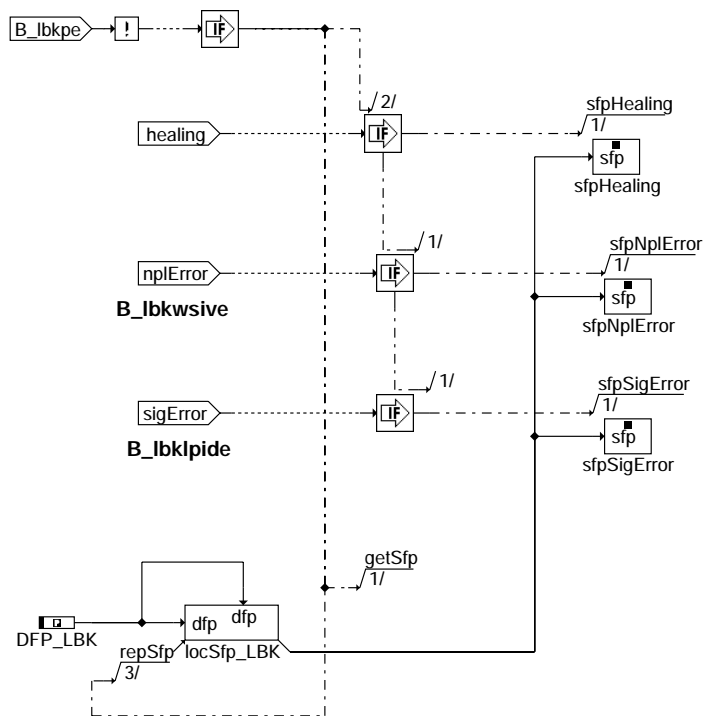 B_lbkpe
!
IF
2/
sfpHealing
1/
healing
IF
sfp
sfpHealing
1/
sfpNplError
1/
nplError
IF
sfp
B_lbkwsive
sfpNplError
1/
sfpSigError
1/
sigError
IF
sfp
B_lbklpide
sfpSigError
getSfp
1/
dfp
dfp
P
DFP_LBK
repSfp
locSfp_LBK
3/